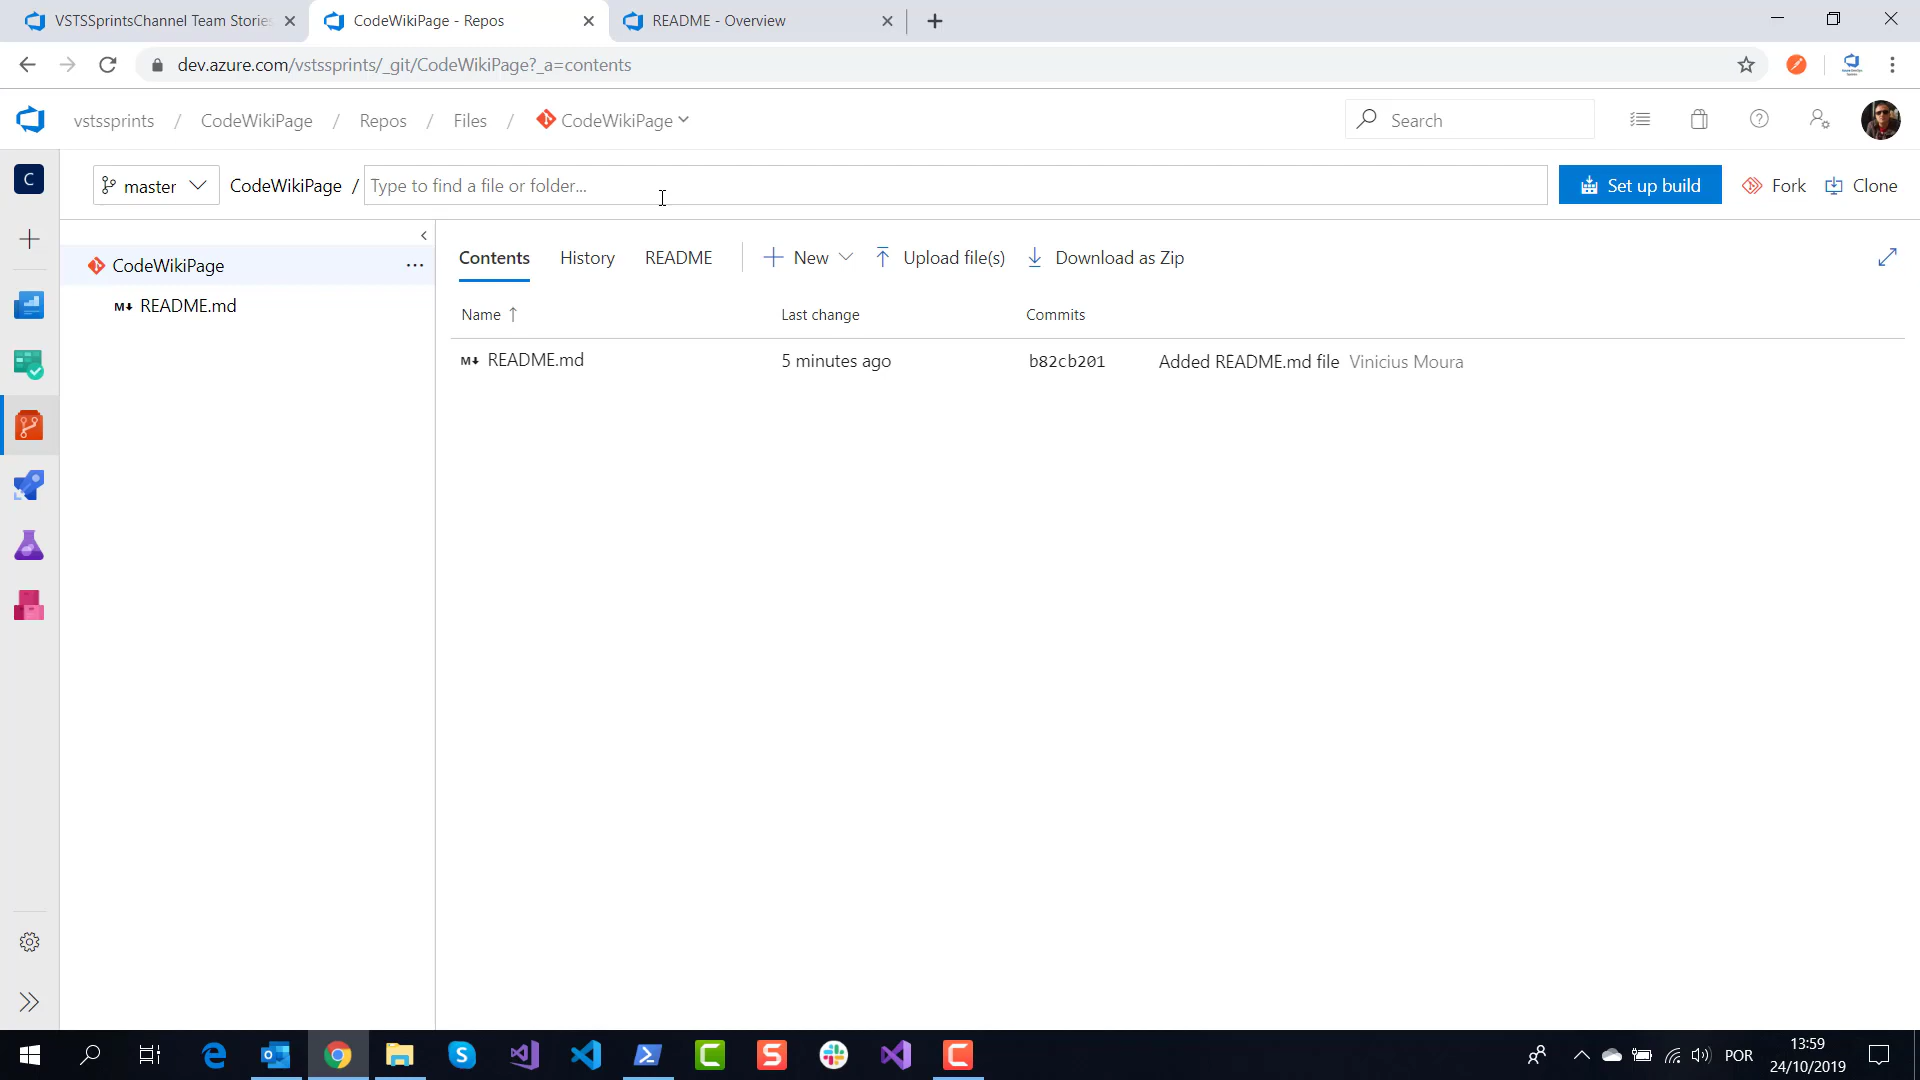 VSTSSprintsChannel Team Stories
CodeWikiPage - Repos
README - Overview
dev.azure.com/vstssprints/_git/CodeWikiPage?_a=contents
vstssprints / CodeWikiPage / Repos / Files / CodeWikiPage
Search
C
master
CodeWikiPage / Type to find a file or folder...
Set up build
Fork
Clone
CodeWikiPage
README.md
Contents
History
README
New
Upload file(s)
Download as Zip
Name
Last change
Commits
README.md
5 minutes ago
b82cb201
Added README.md file Vinicius Moura
POR
13:59
24/10/2019